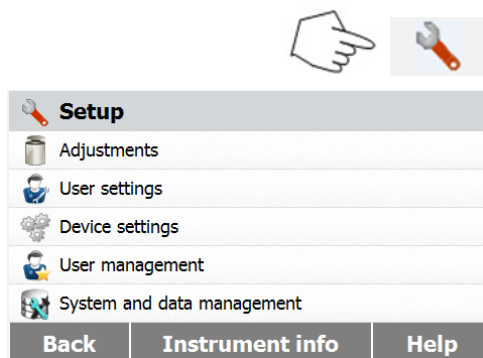 Setup
Adjustments
User settings
Device settings
User management
System and data management
Back Instrument info Help